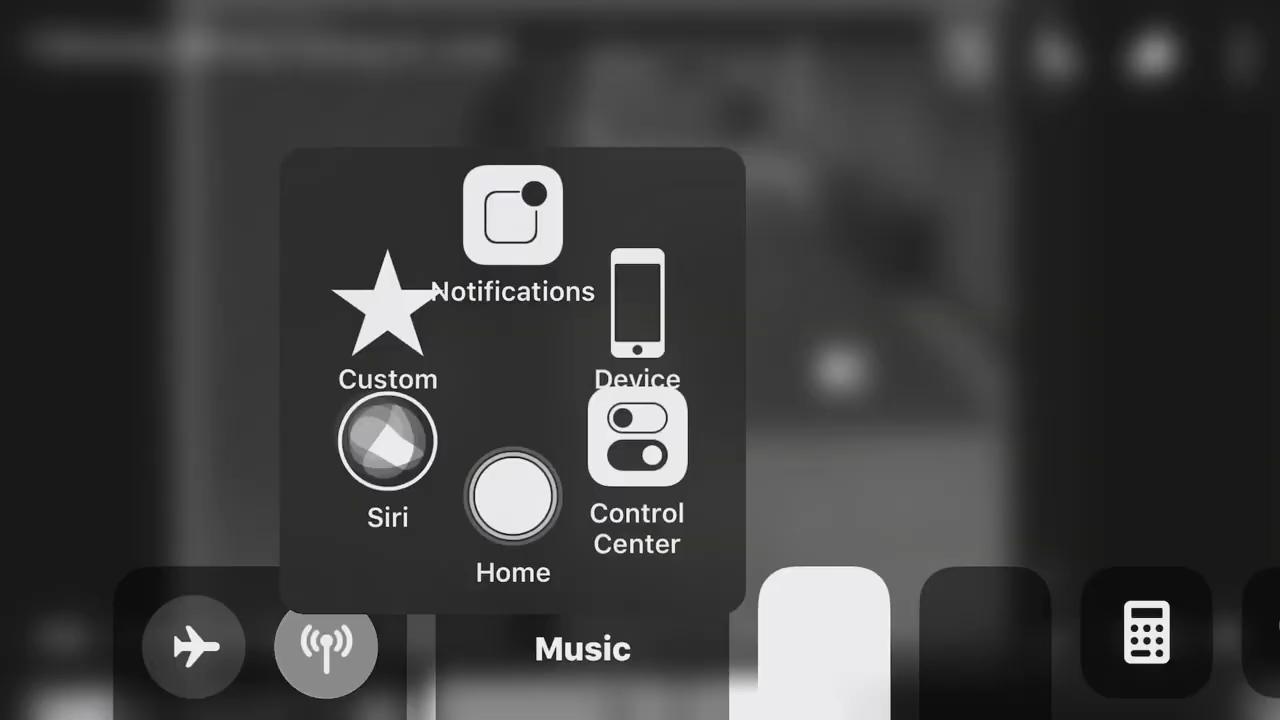 Notifications
Custom
Device
Siri
Control
Center
Home
Music